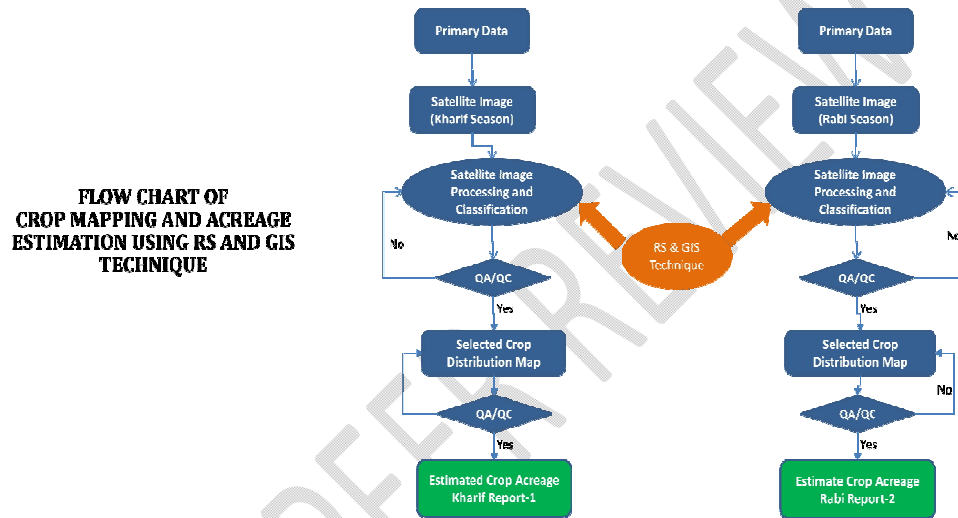 FLOW CHART OF
CROP MAPPING AND ACREAGE
ESTIMATION USING RS AND GIS
TECHNIQUE
Primary Data
Satellite Image
(Kharif Season)
Satellite Image
Processing and
Classification
No
QA/QC
Yes
Selected Crop
Distribution Map
QA/QC
Yes
Estimated Crop Acreage
Kharif Report-1
RS & GIS
Technique
Primary Data
Satellite Image
(Rabi Season)
Satellite Image
Processing and
Classification
No
QA/QC
Yes
Selected Crop
Distribution Map
No
QA/QC
Yes
Estimate Crop Acreage
Rabi Report-2
PEER REVIEW